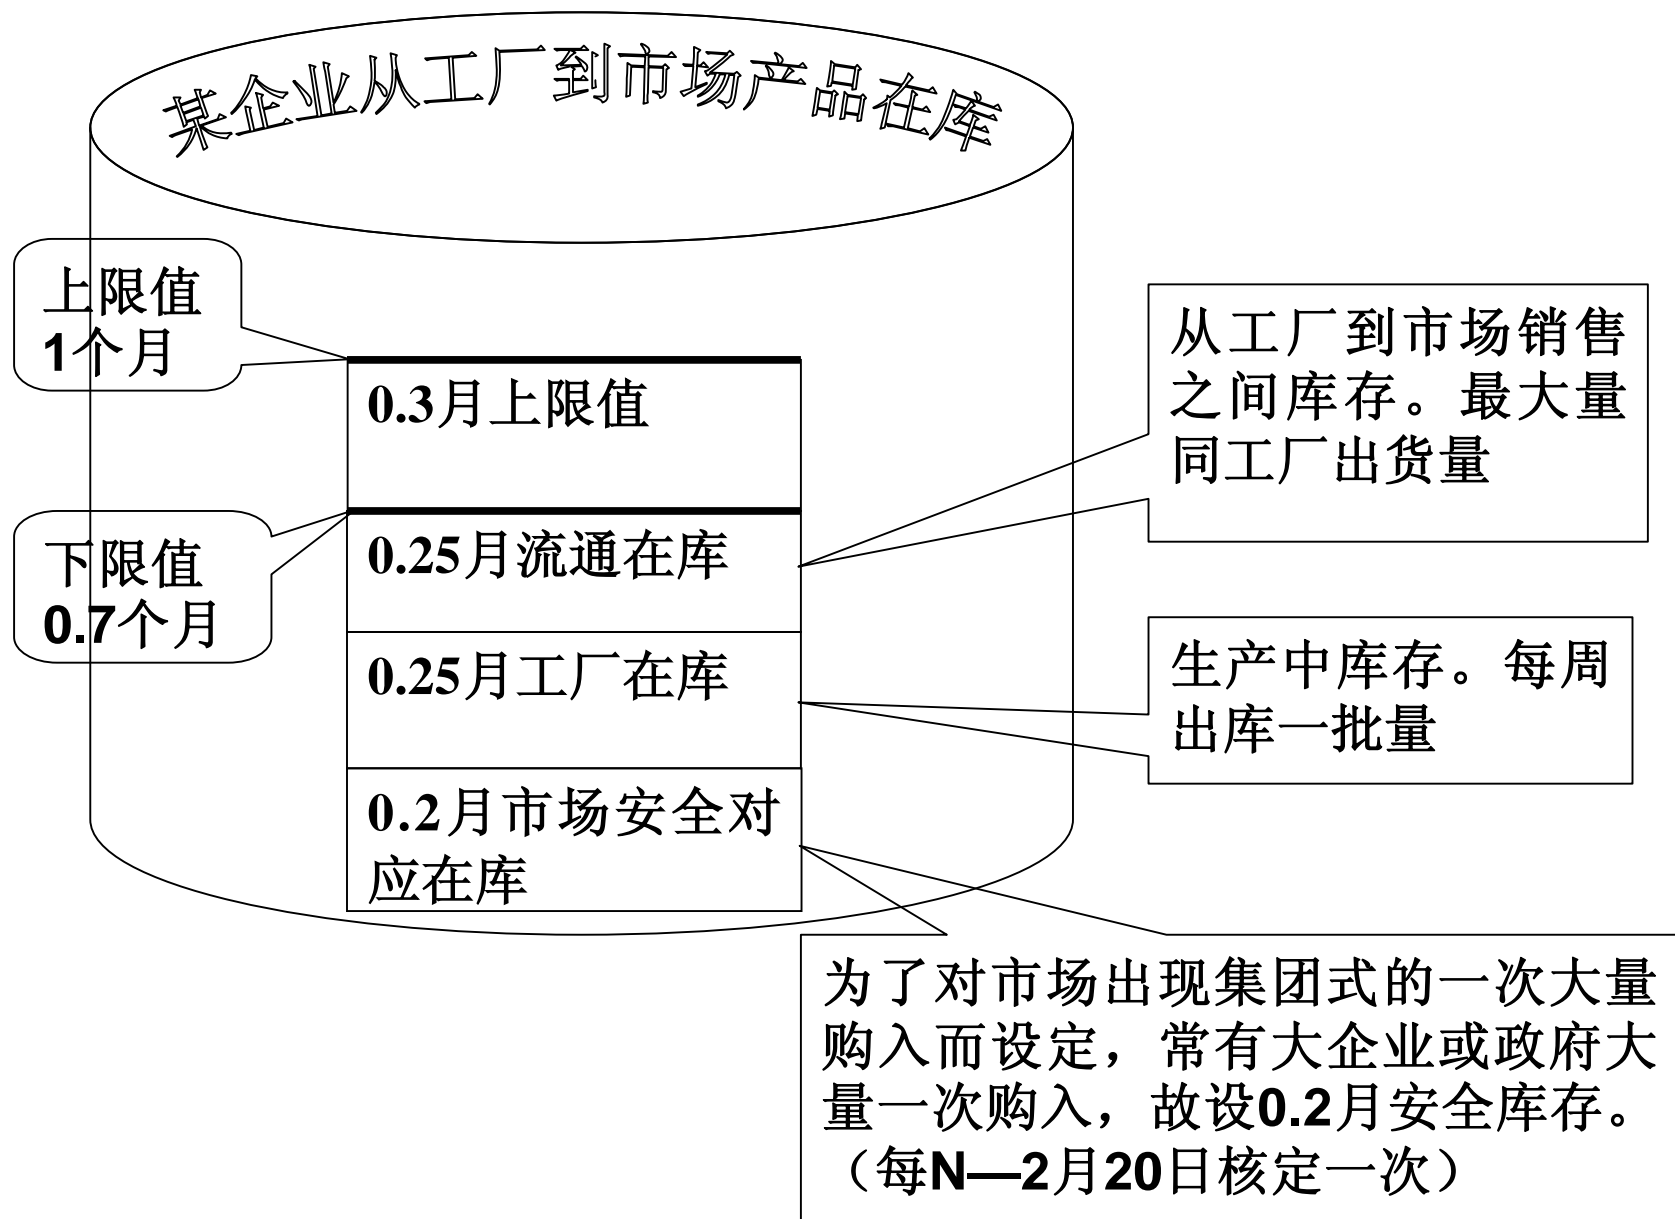 某企业从工厂到市场产品在库
上限值
1个月
0.3月上限值
从工厂到市场销售
之间库存。最大量
同工厂出货量
下限值
0.7个月
0.25月流通在库
0.25月工厂在库
生产中库存。每周
出库一批量
0.2月市场安全对
应在库
为了对市场出现集团式的一次大量
购入而设定，常有大企业或政府大
量一次购入，故设0.2月安全库存。
（每N—2月20日核定一次）